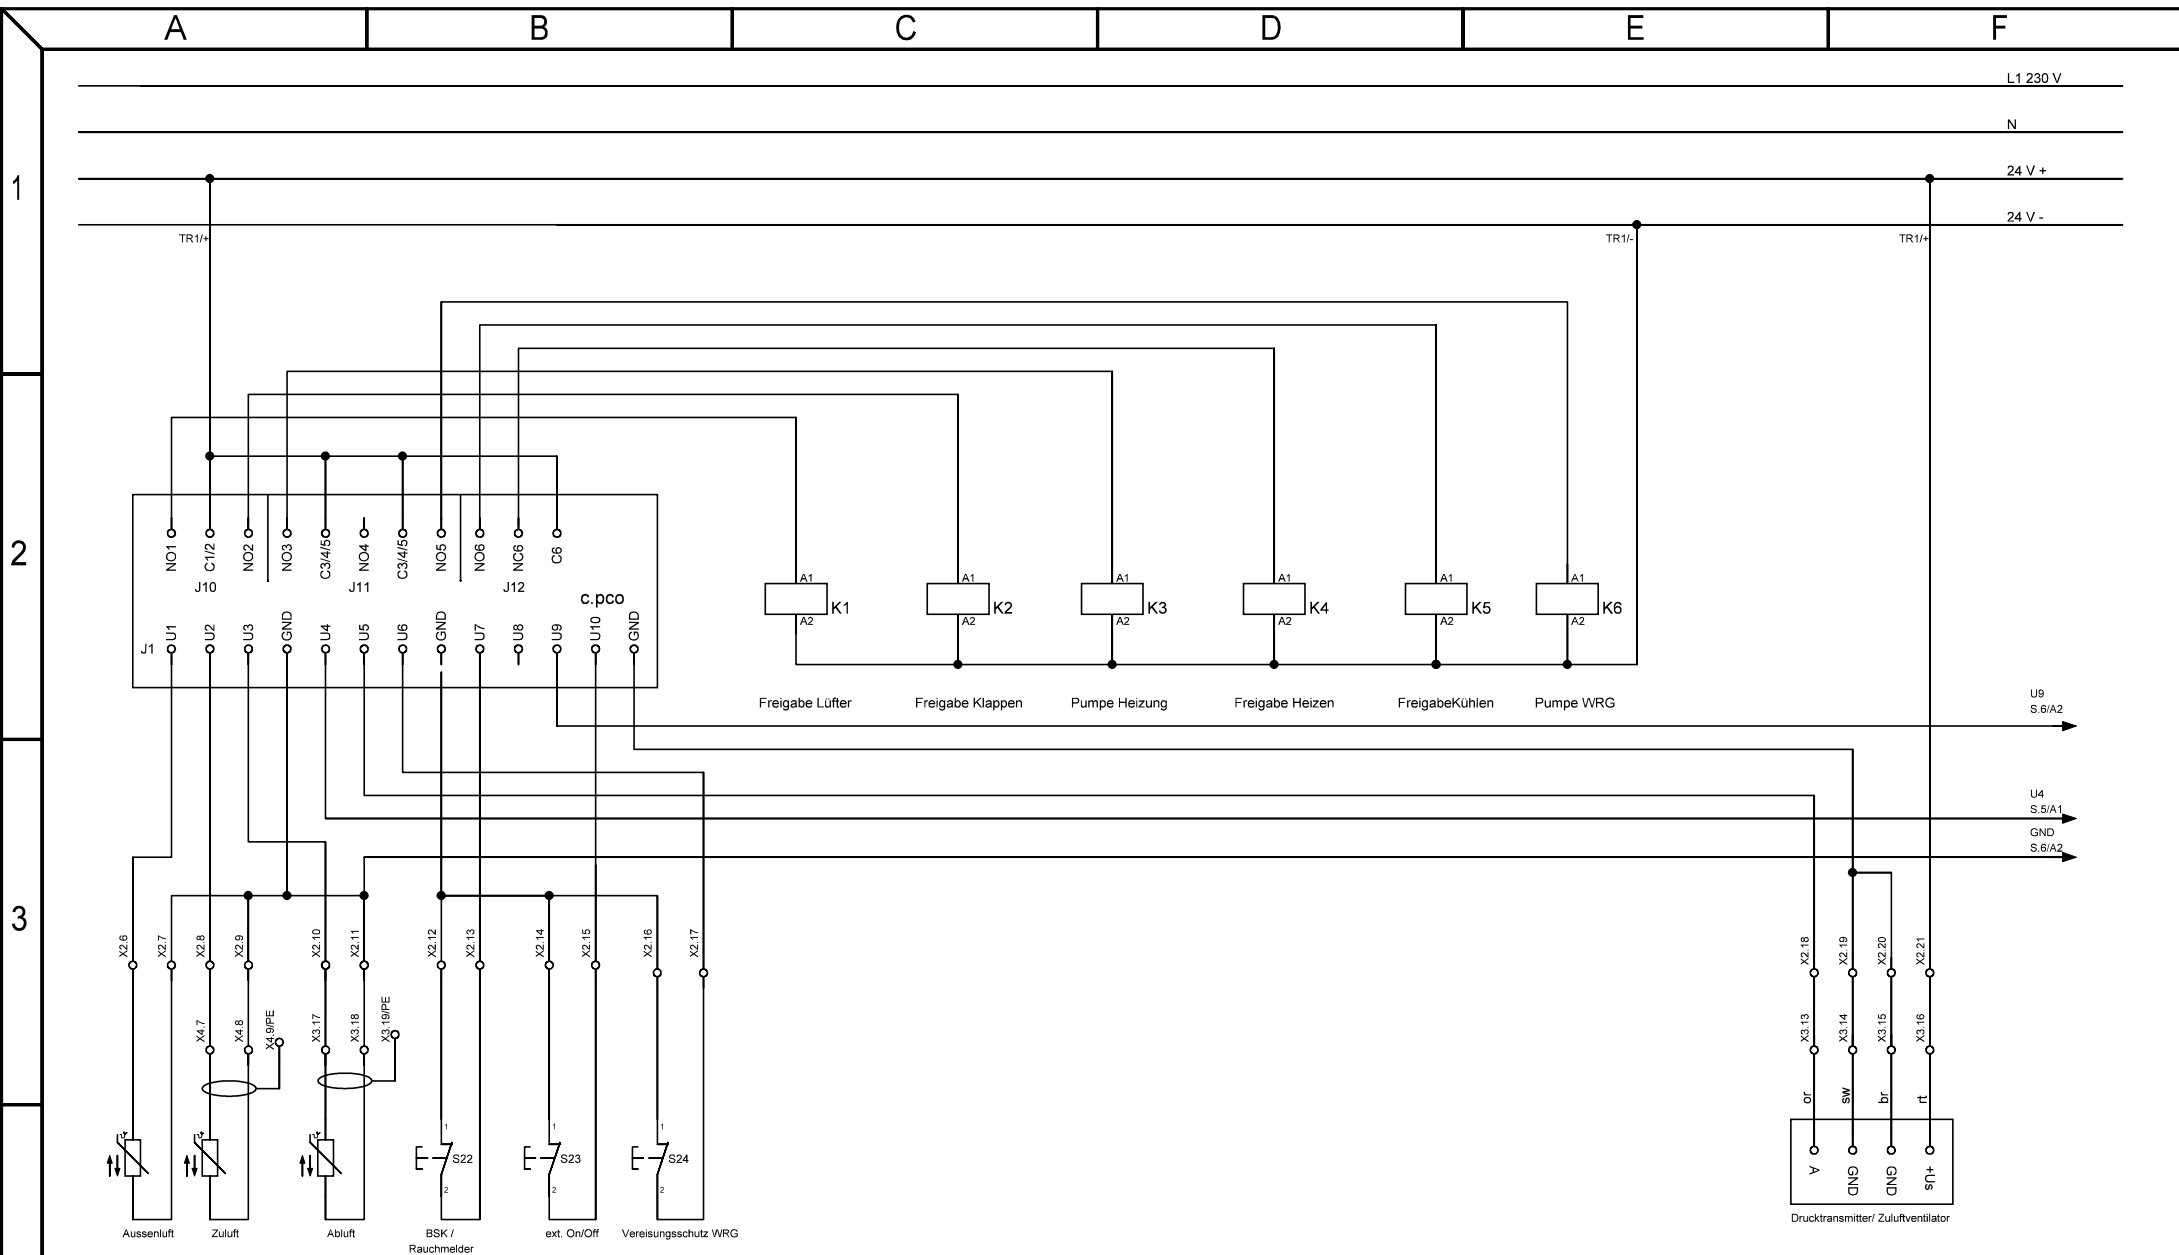 A B C D E F
L1 230 V
N
1
24 V +
24 V -
TR1/+ TR1/- TR1/+
2
NO1 C1/2 NO2 NO3 C3/4/5 NO4 C3/4/5 NO5 NO6 NC6 C6
J10 J11 J12
c.pco
A1 A1 A1 A1 A1 A1
K1 K2 K3 K4 K5 K6
A2 A2 A2 A2 A2 A2
J1 U1 U2 U3 GND U4 U5 U6 GND U7 U8 U9 U10 GND
Freigabe Lüfter Freigabe Klappen Pumpe Heizung Freigabe Heizen FreigabeKühlen Pumpe WRG
U9
S.6/A2
U4
S.5/A1
GND
S.6/A2
3
X2.6 X2.7 X2.8 X2.9 X2.10 X2.11 X2.12 X2.13 X2.14 X2.15 X2.16 X2.17 X2.18 X2.19 X2.20 X2.21
X4.7 X4.8 X4.9/PE X3.17 X3.18 X3.19/PE X3.13 X3.14 X3.15 X3.16
or sw br rt
1 1 1
S22 S23 S24
2 2 2
A GND GND +Us
Drucktransmitter/ Zuluftventilator
Aussenluft Zuluft Abluft BSK / ext. On/Off Vereisungsschutz WRG
Rauchmelder